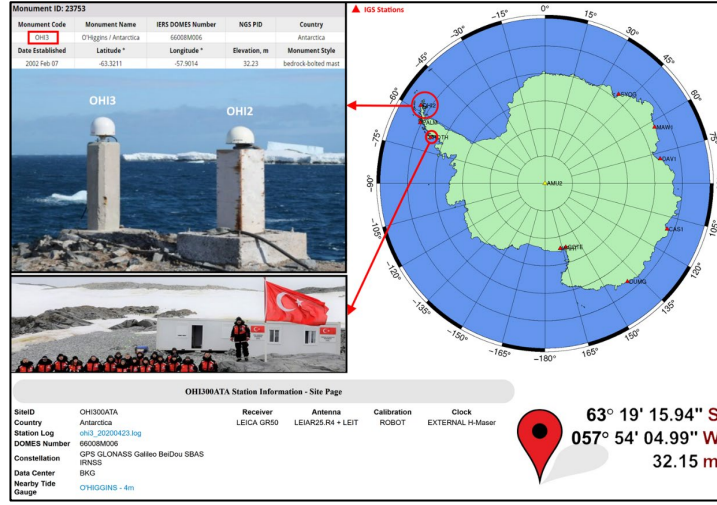 Monument ID: 23753
Monument Code Monument Name IERS DOMES Number NGS PID Country
OHI3 O'Higgins / Antarctica 66008M006 Antarctica
Date Established Latitude * Longitude * Elevation, m Monument Style
2002 Feb 07 -63.3211 -57.9014 32.23 bedrock-bolted mast
OHI3
OHI2
IGS Stations
0°
15°
30°
45°
60°
75°
105°
120°
135°
150°
165°
-180°
-165°
-150°
-135°
-120°
-105°
-90°
-75°
-60°
-45°
-30°
-15°
SYOG
MAW1
DAV1
CAS1
DUMG
PALM
AMU2
OHI300ATA Station Information - Site Page
SiteID OHI300ATA Receiver Antenna Calibration Clock
Country Antarctica LEICA GR50 LEIAR25.R4 + LEIT ROBOT EXTERNAL H-Maser
Station Log ohi3_20200423.log
DOMES Number 66008M006
Constellation GPS GLONASS Galileo BeiDou SBAS
IRNSS
Data Center BKG
Nearby Tide
Gauge O'HIGGINS - 4m
63° 19' 15.94" S
057° 54' 04.99" W
32.15 m